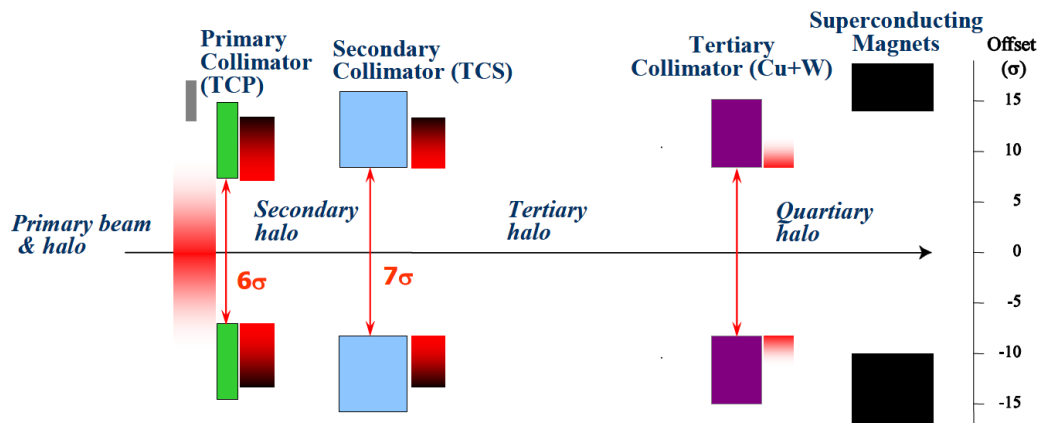 Primary
Collimator
(TCP)
Secondary
Collimator (TCS)
Tertiary
Collimator (Cu+W)
Superconducting
Magnets
Offset
(σ)
15
10
5
0
-5
-10
-15
Primary beam
& halo
Secondary
halo
Tertiary
halo
Quartiary
halo
6σ
7σ